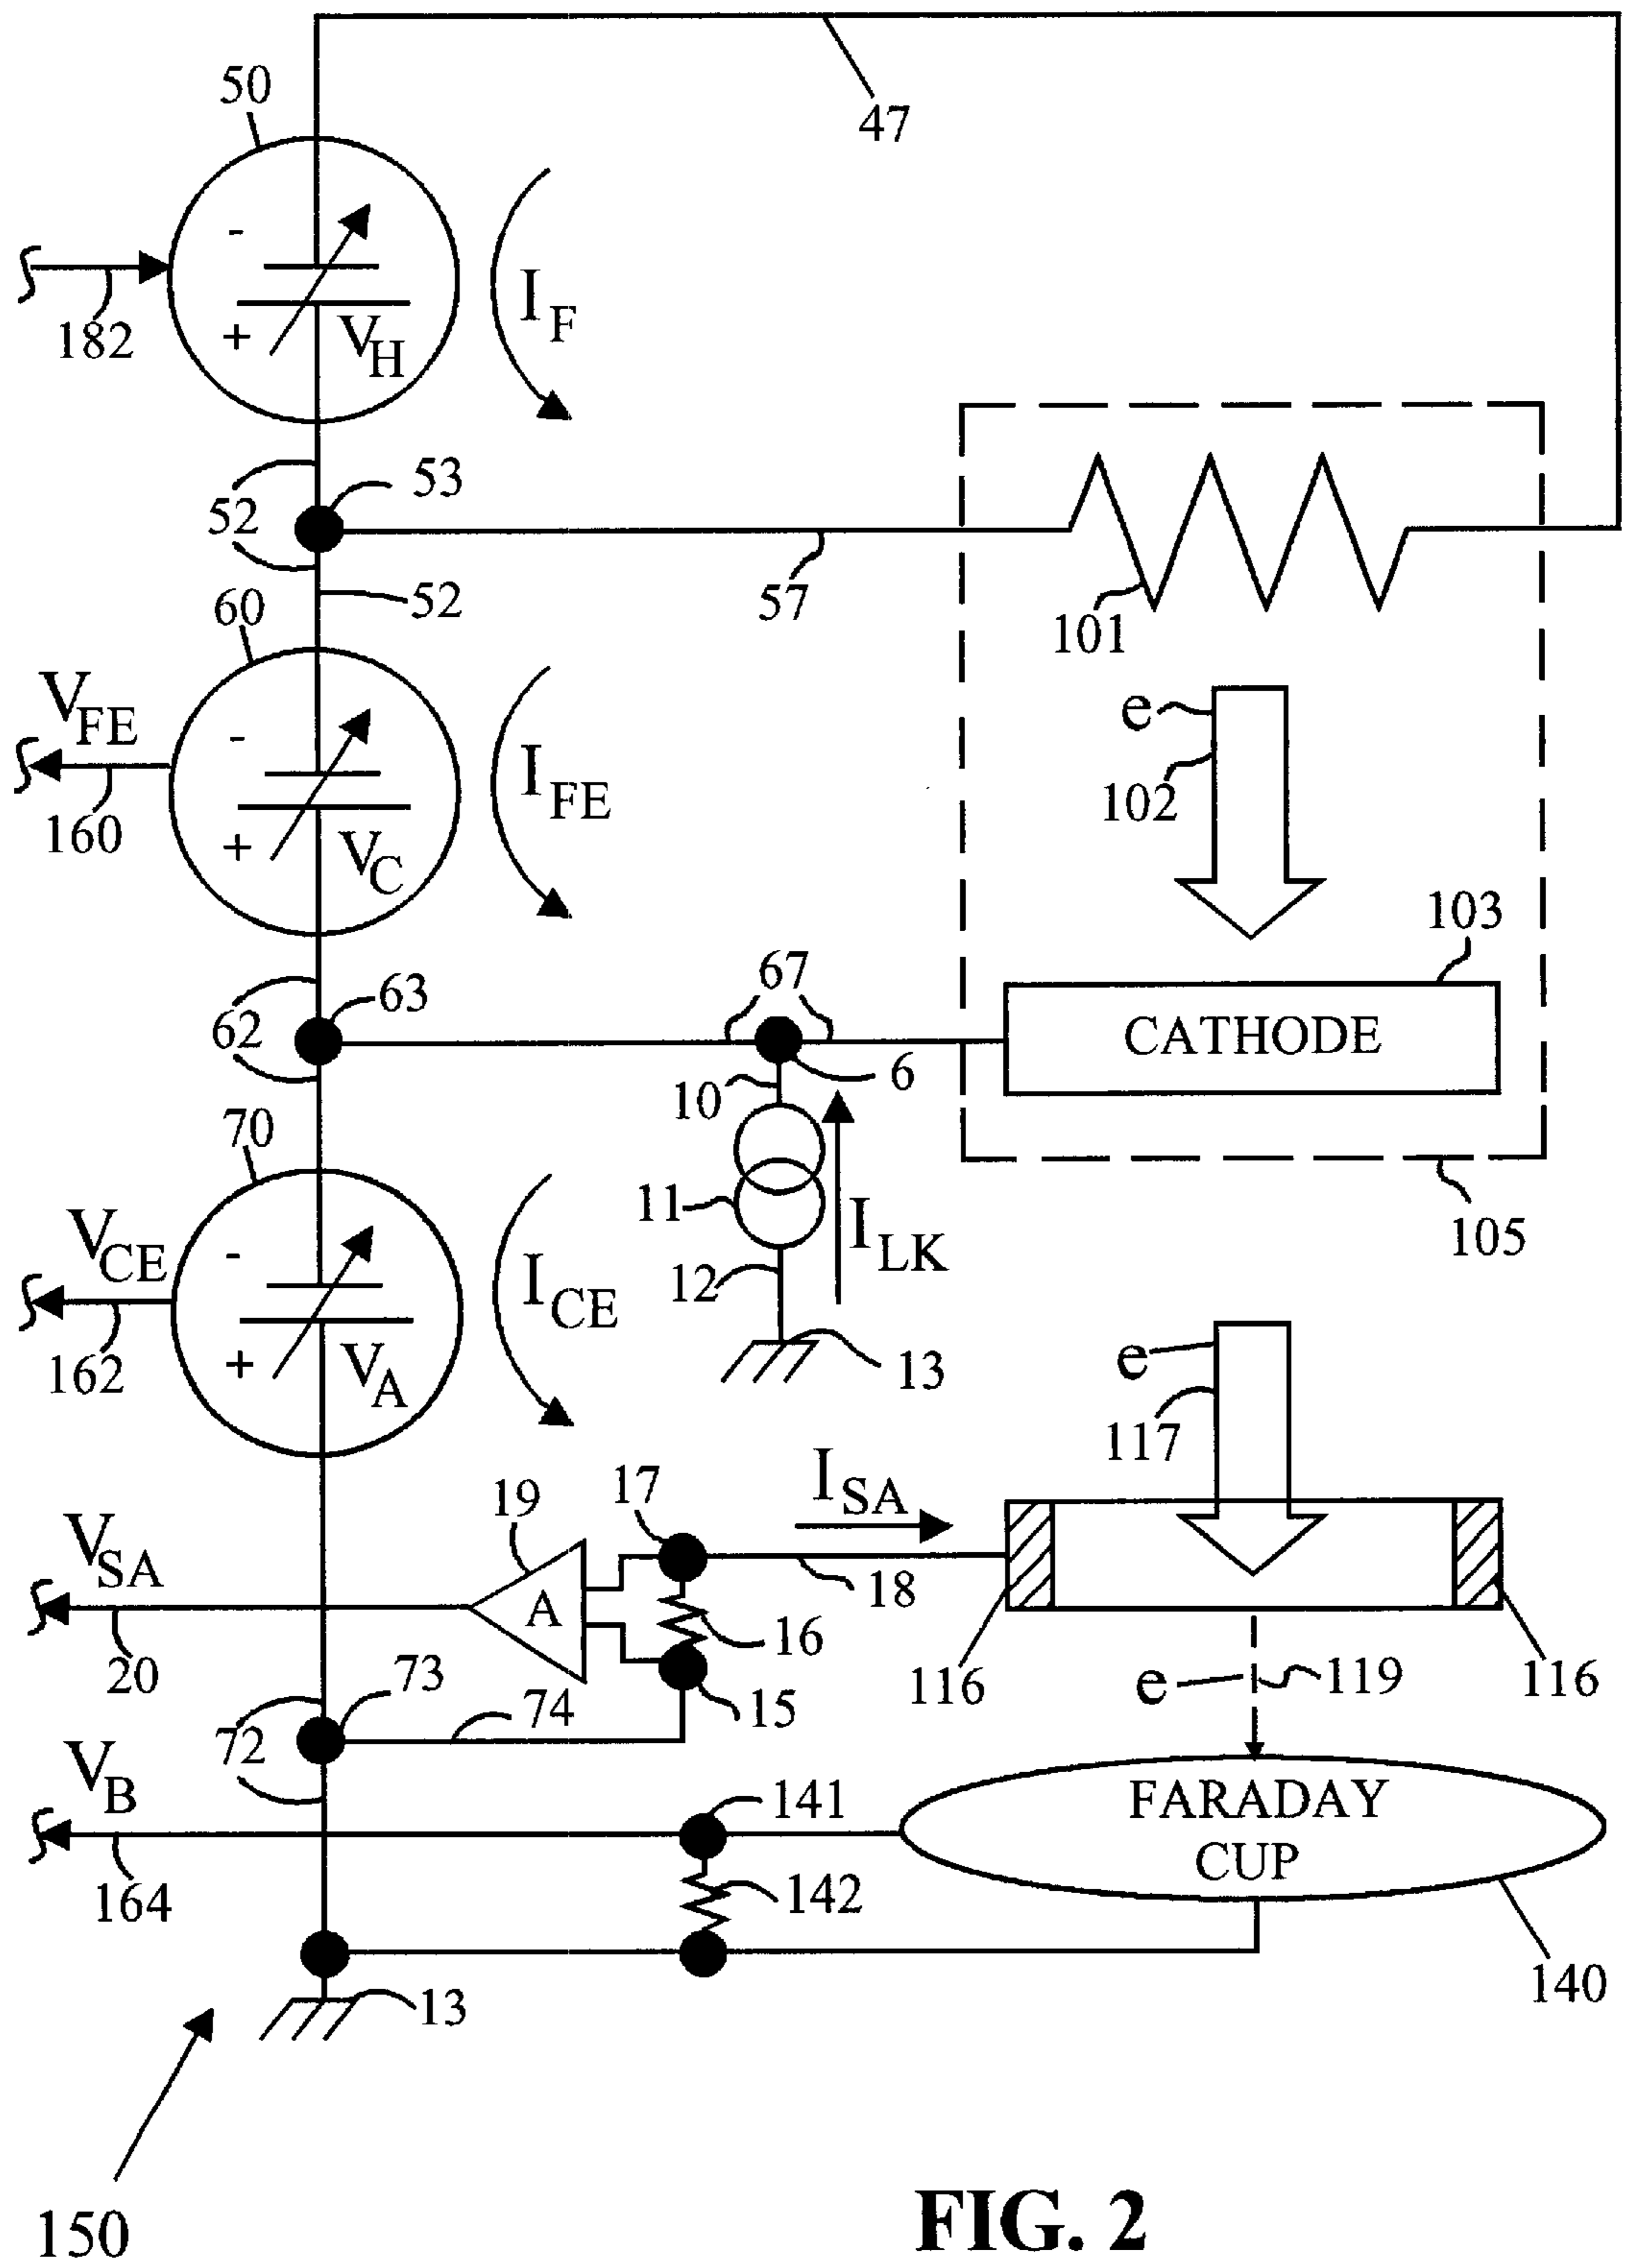 50
47
-
I_F
182
+
V_H
53
52
52
57
60
101
V_FE
-
e
I_FE
102
160
+
V_C
103
67
63
62
CATHODE
6
10
70
11
I_LK
105
V_CE
-
I_CE
12
e
162
+
V_A
13
117
I_SA
19
17
V_SA
A
18
16
20
116
e
119
116
73
15
74
72
V_B
141
FARADAY
CUP
164
142
140
13
150
FIG. 2